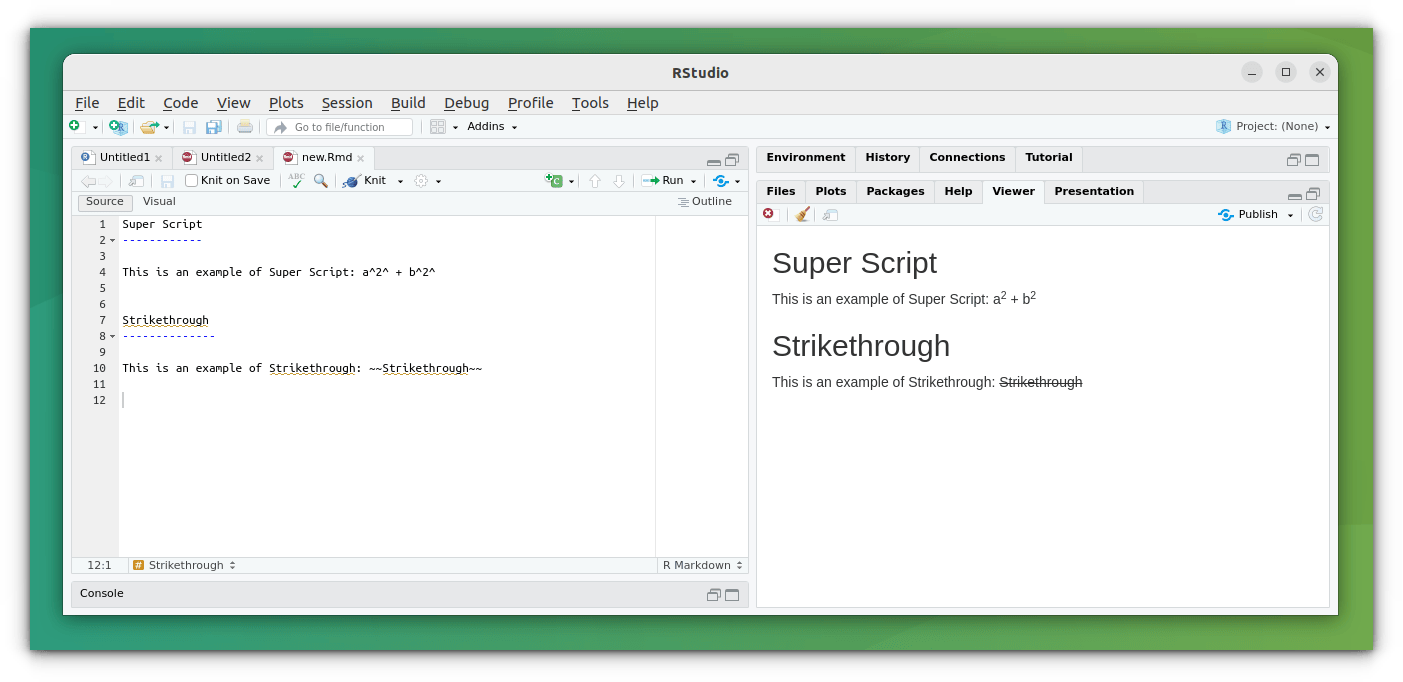 RStudio
File Edit Code View Plots Session Build Debug Profile Tools Help
Go to file/function Addins Project: (None)
Untitled1 Untitled2 new.Rmd
Knit on Save ABC Knit Run
Source Visual Outline
1 Super Script
2 ------------
3
4 This is an example of Super Script: a^2^ + b^2^
5
6
7 Strikethrough
8 --------------
9
10 This is an example of Strikethrough: ~~Strikethrough~~
11
12
12:1 # Strikethrough R Markdown
Console
Environment History Connections Tutorial
Files Plots Packages Help Viewer Presentation
Publish
Super Script
This is an example of Super Script: a² + b²
Strikethrough
This is an example of Strikethrough: Strikethrough